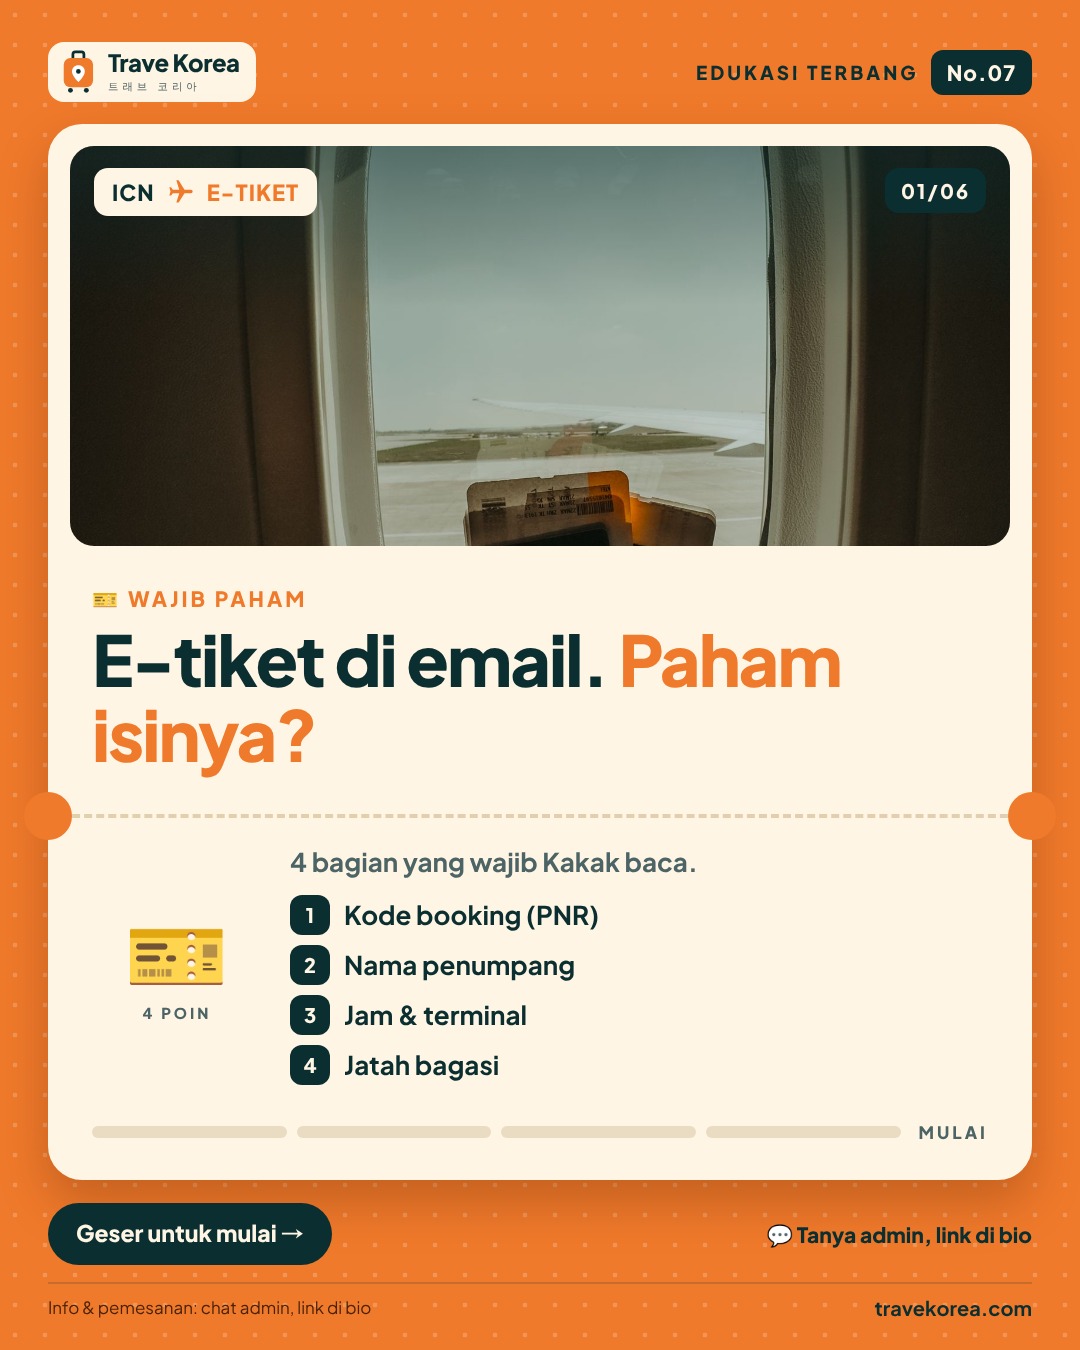 Trave Korea
트래브 코리아
EDUKASI TERBANG
No.07
ICN ✈ E-TIKET
01/06
🎫 WAJIB PAHAM
E-tiket di email. Paham
isinya?
4 bagian yang wajib Kakak baca.
1 Kode booking (PNR)
2 Nama penumpang
3 Jam & terminal
4 Jatah bagasi
🎫
4 POIN
MULAI
Geser untuk mulai →
💬 Tanya admin, link di bio
Info & pemesanan: chat admin, link di bio
travekorea.com